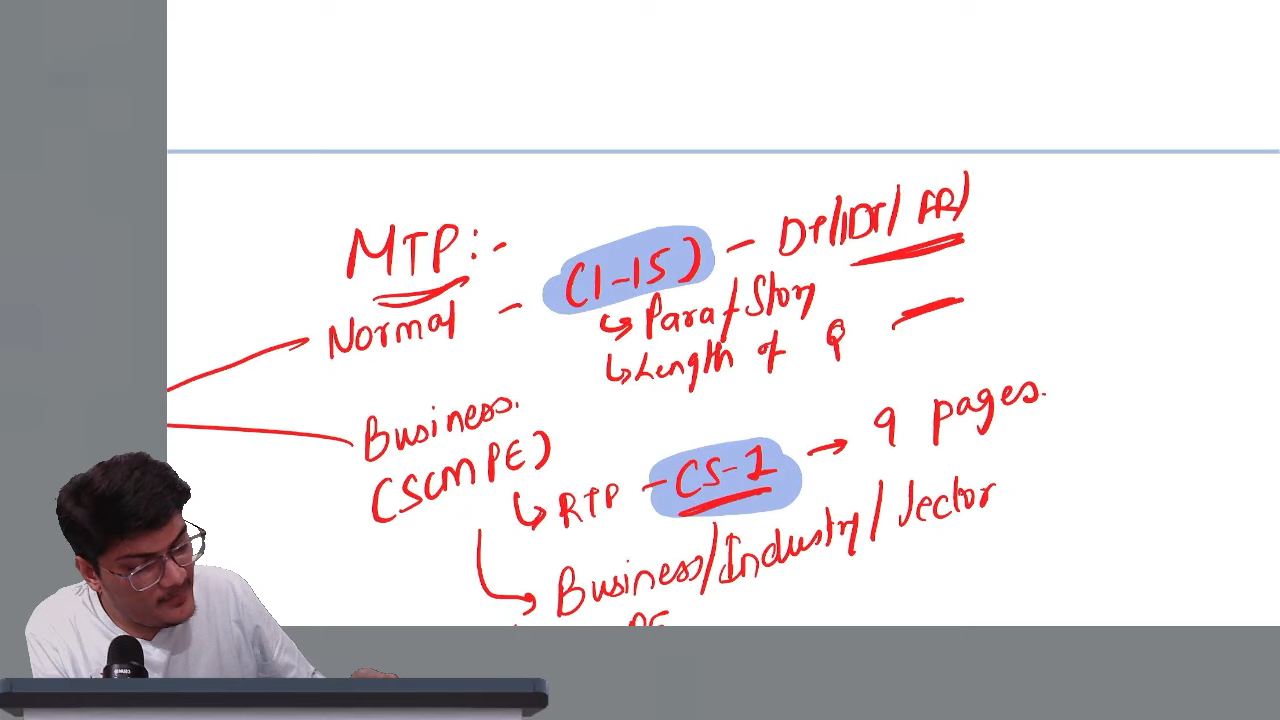 MTP:-
Normal - (1-15) - DT/IDT/FR/
↳ Para/Story
↳ Length of Q
Business.
(SCMPE)
↳ RTP - CS-1 → 9 pages.
Business/Industry/Sector